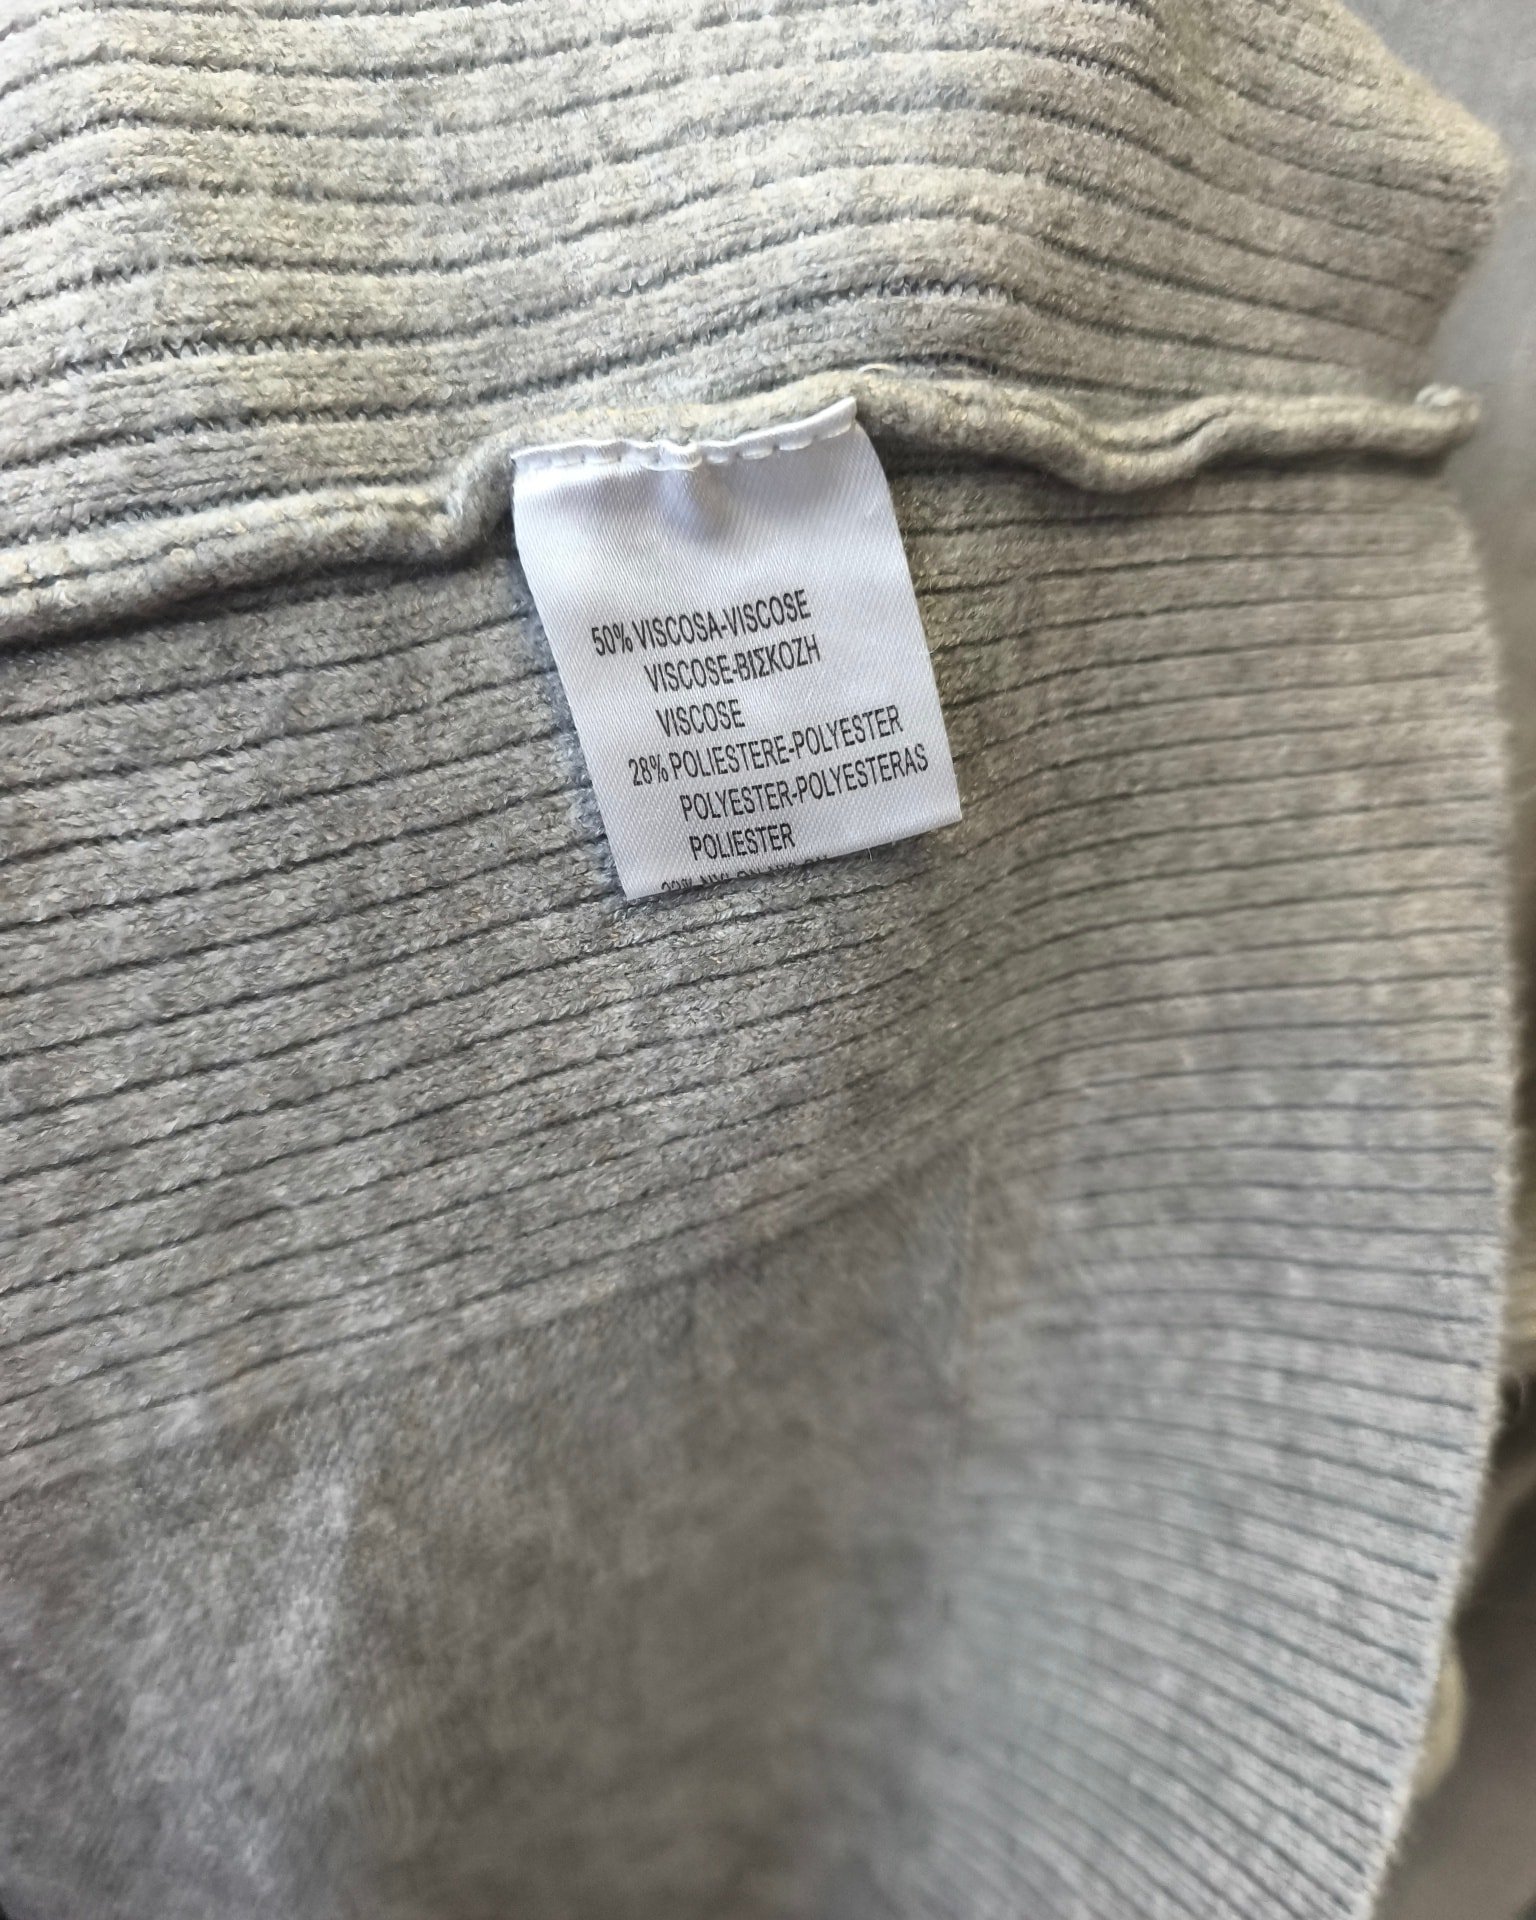 50% VISCOSA-VISCOSE
VISCOSE-ΒΙΣΚΟΖΗ
VISCOSE
28% POLIESTERE-POLYESTER
POLYESTER-POLYESTERAS
POLIESTER